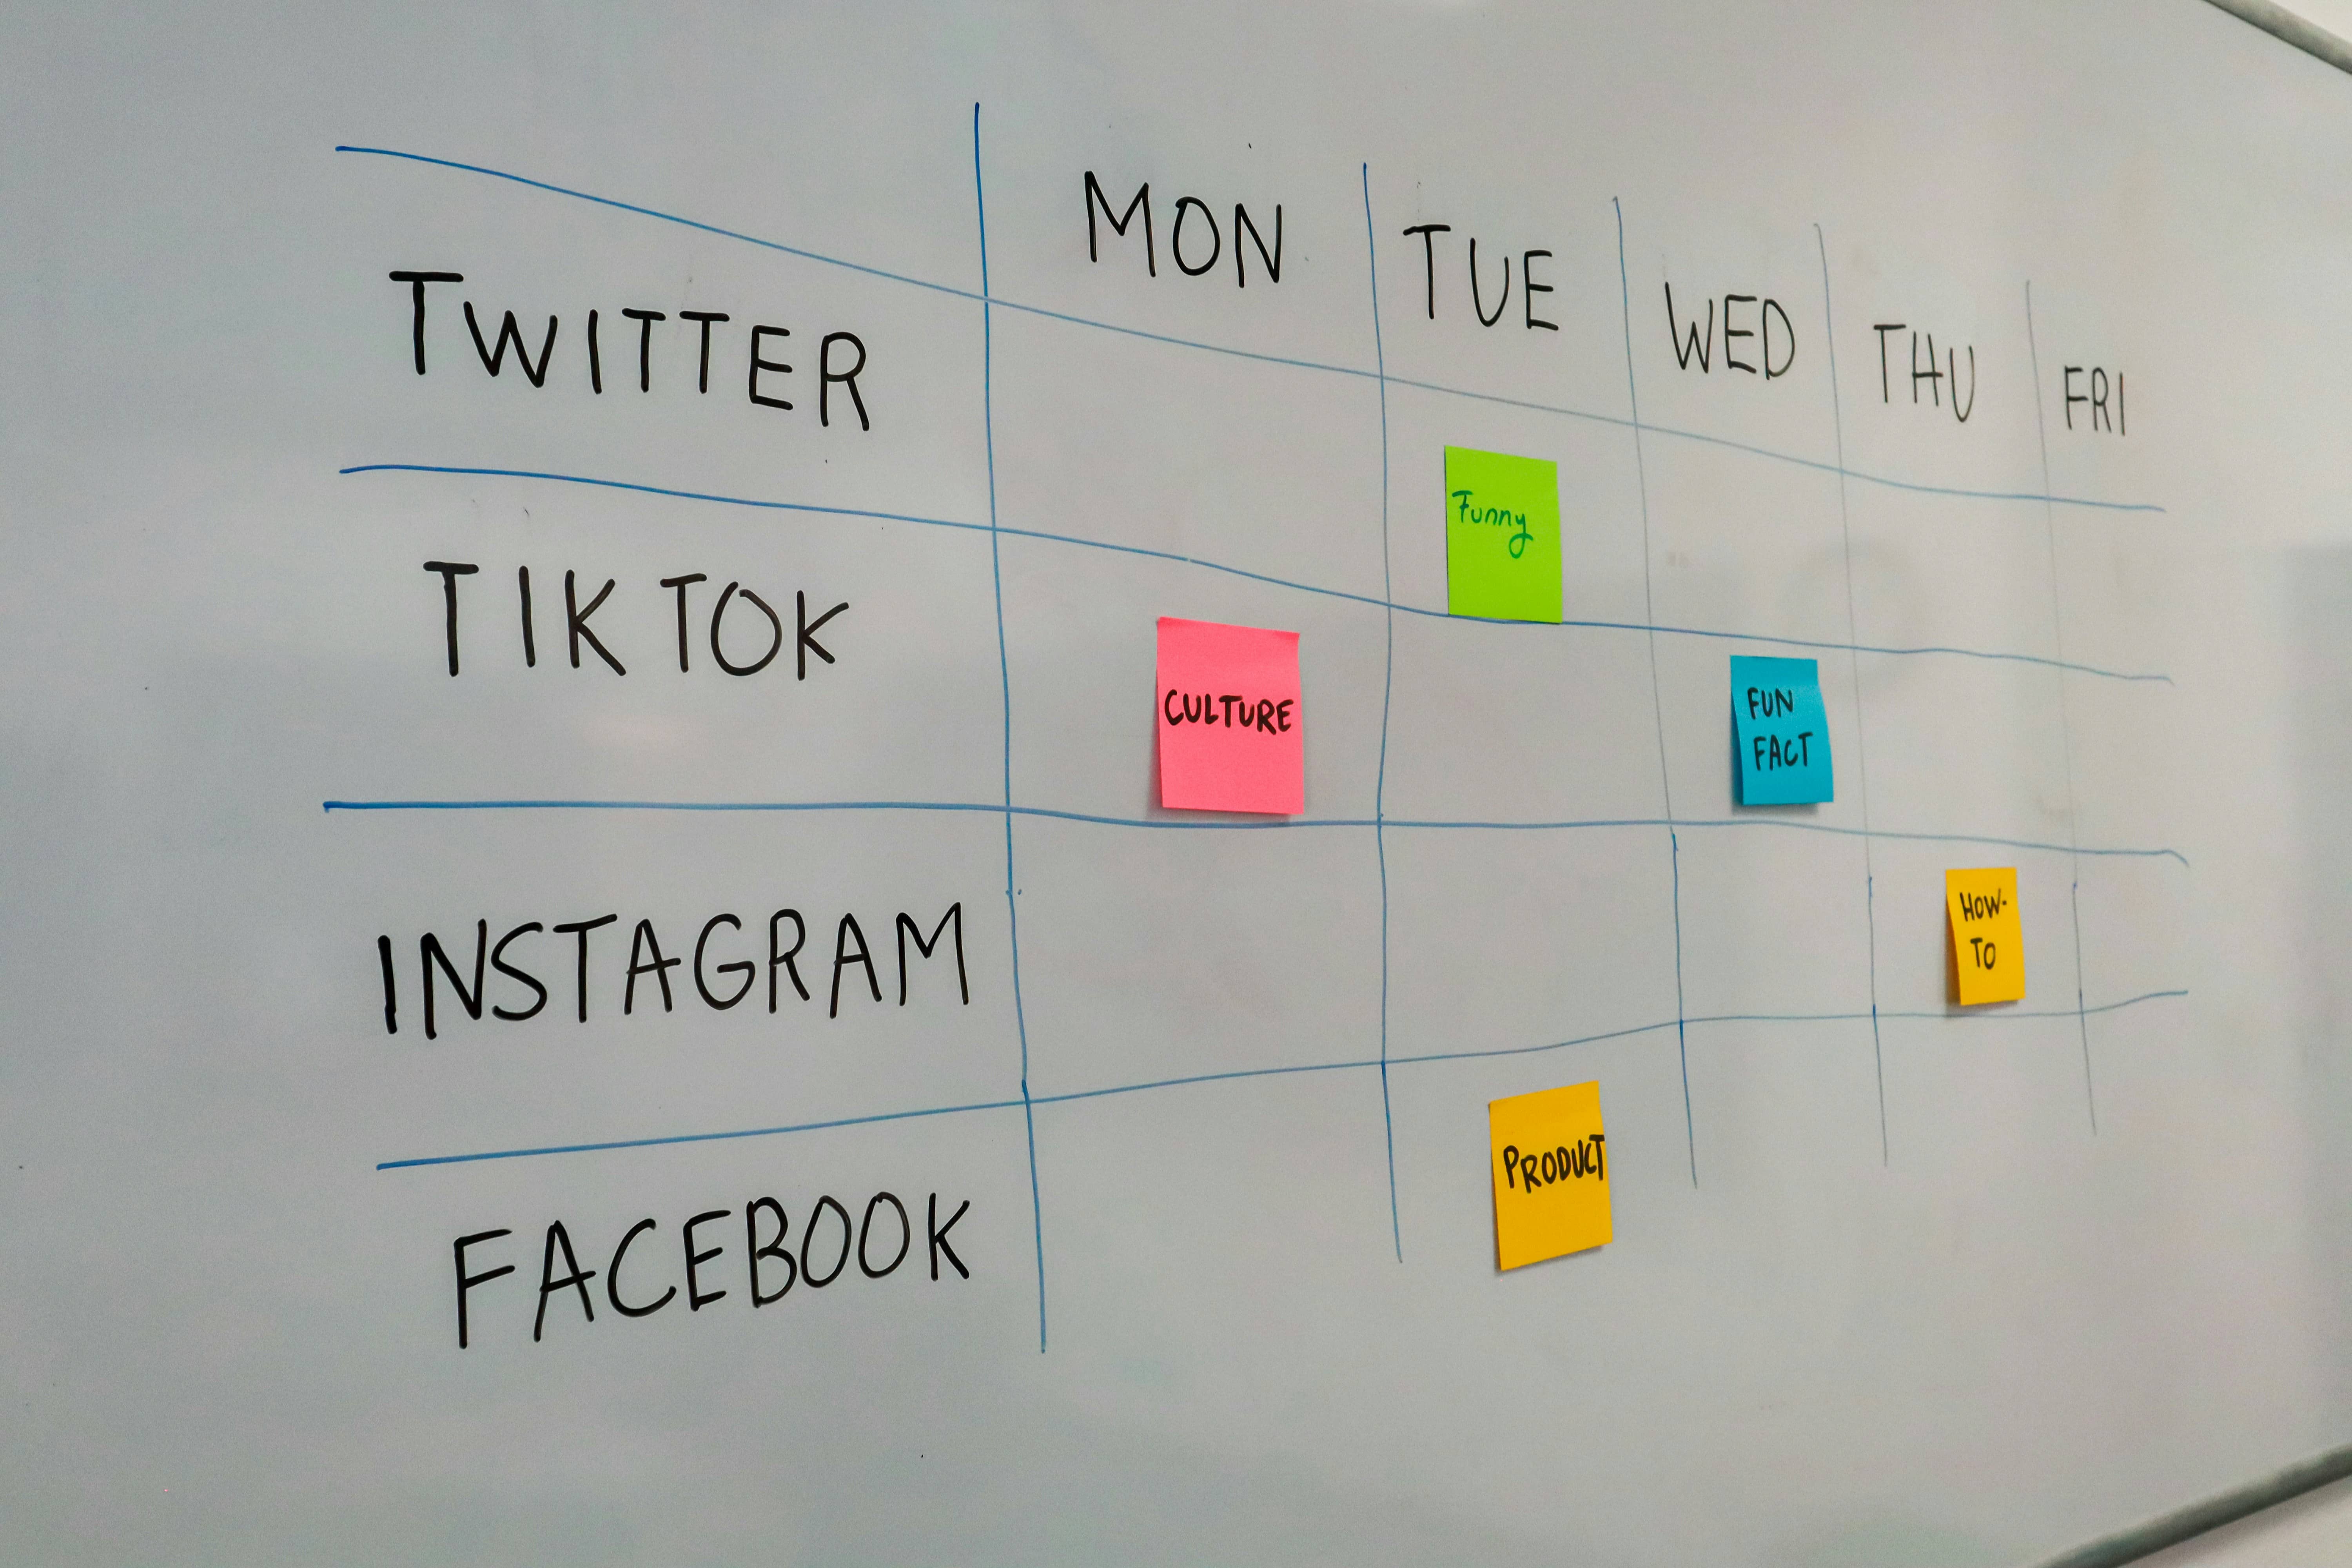 MON TUE WED THU FRI
TWITTER Funny
TIKTOK CULTURE FUN
FACT
INSTAGRAM HOW-
TO
FACEBOOK PRODUCT